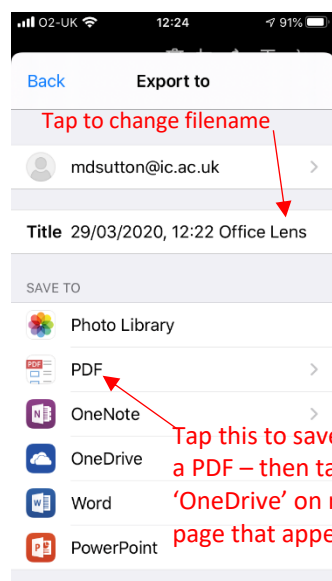 O2-UK 12:24 91%
Back Export to
Tap to change filename
mdsutton@ic.ac.uk
Title 29/03/2020, 12:22 Office Lens
SAVE TO
Photo Library
PDF
OneNote
Tap this to save
OneDrive
a PDF – then ta
Word
‘OneDrive’ on
PowerPoint
page that appe